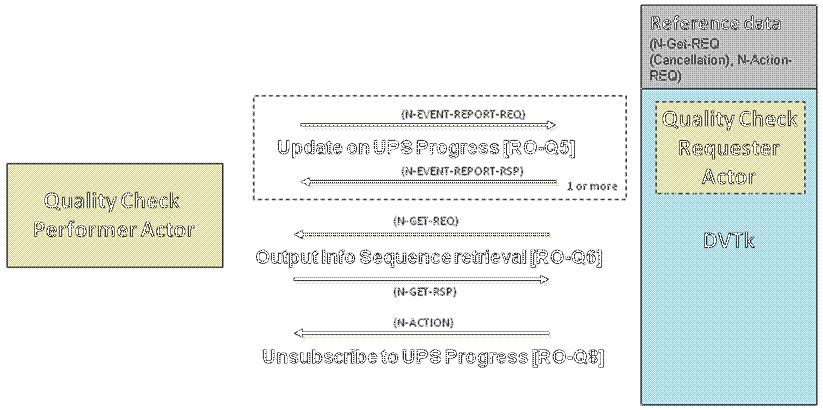 Reference data
(N-Get-REQ
(Cancellation), N-Action-
REQ)
(N-EVENT-REPORT-REQ)
Update on UPS Progress [RO-Q5]
(N-EVENT-REPORT-RSP)
1 or more
Quality Check
Requester
Actor
Quality Check
Performer Actor
(N-GET-REQ)
Output Info Sequence retrieval [RO-Q6]
(N-GET-RSP)
DVTk
(N-ACTION)
Unsubscribe to UPS Progress [RO-Q8]